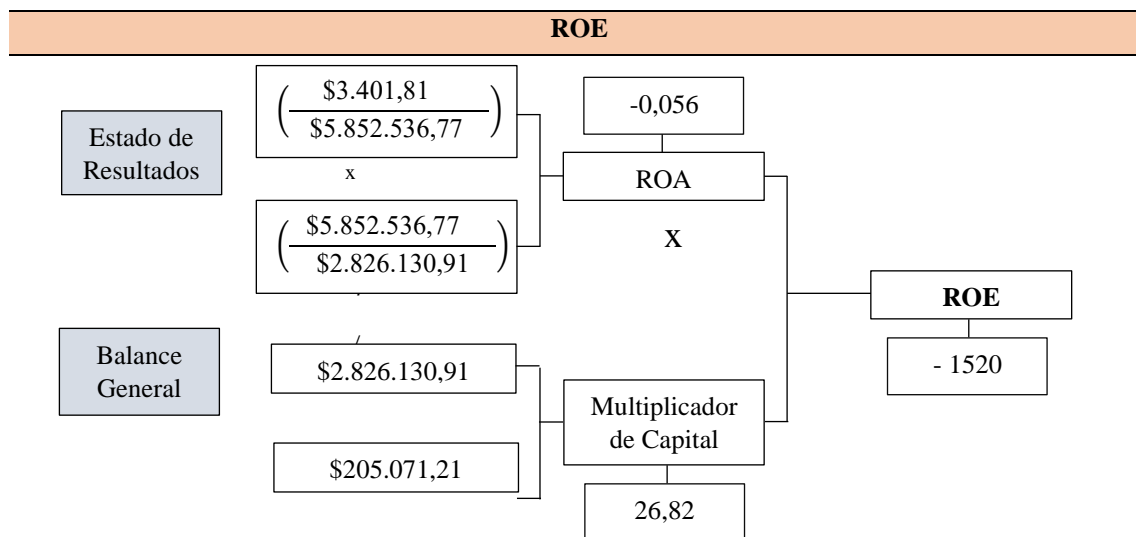 ROE
Estado de
Resultados
( $3.401,81
$5.852.536,77 )
x
( $5.852.536,77
$2.826.130,91 )
/
-0,056
ROA
X
Balance
General
$2.826.130,91
$205.071,21
Multiplicador
de Capital
26,82
ROE
- 1520